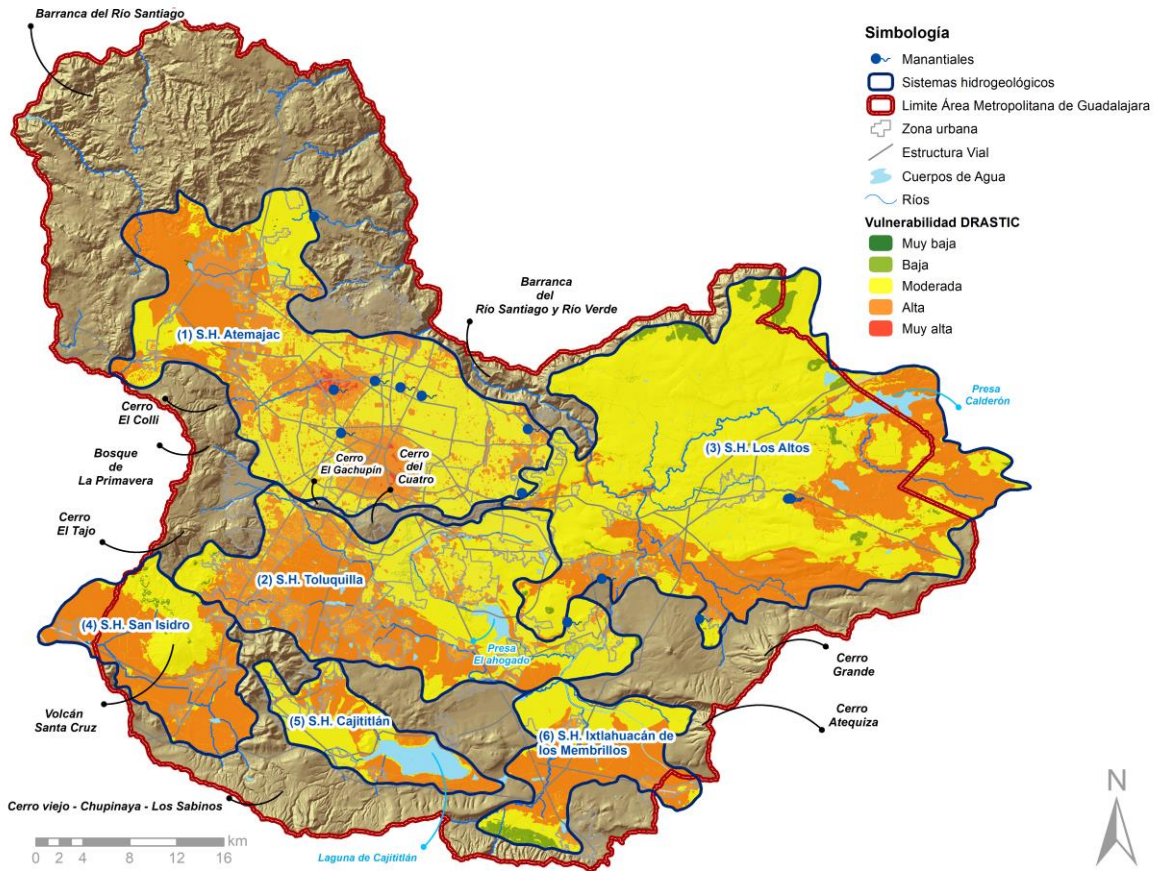 Barranca del Río Santiago
Simbología
Manantiales
Sistemas hidrogeológicos
Limite Área Metropolitana de Guadalajara
Zona urbana
Estructura Vial
Cuerpos de Agua
Ríos
Vulnerabilidad DRASTIC
Muy baja
Baja
Moderada
Alta
Muy alta
Barranca
del
Río Santiago y Río Verde
(1) S.H. Atemajac
Cerro
El Colli
Presa
Calderón
Bosque
de
La Primavera
(3) S.H. Los Altos
Cerro
El Gachupín
Cerro
del
Cuatro
Cerro
El Tajo
(2) S.H. Toluquilla
(4) S.H. San Isidro
Presa
El ahogado
Cerro
Grande
Volcán
Santa Cruz
(5) S.H. Cajititlán
(6) S.H. Ixtlahuacán de
los Membrillos
Cerro
Atequiza
Cerro viejo - Chupinaya - Los Sabinos
km
0 2 4 8 12 16
Laguna de Cajititlán
N